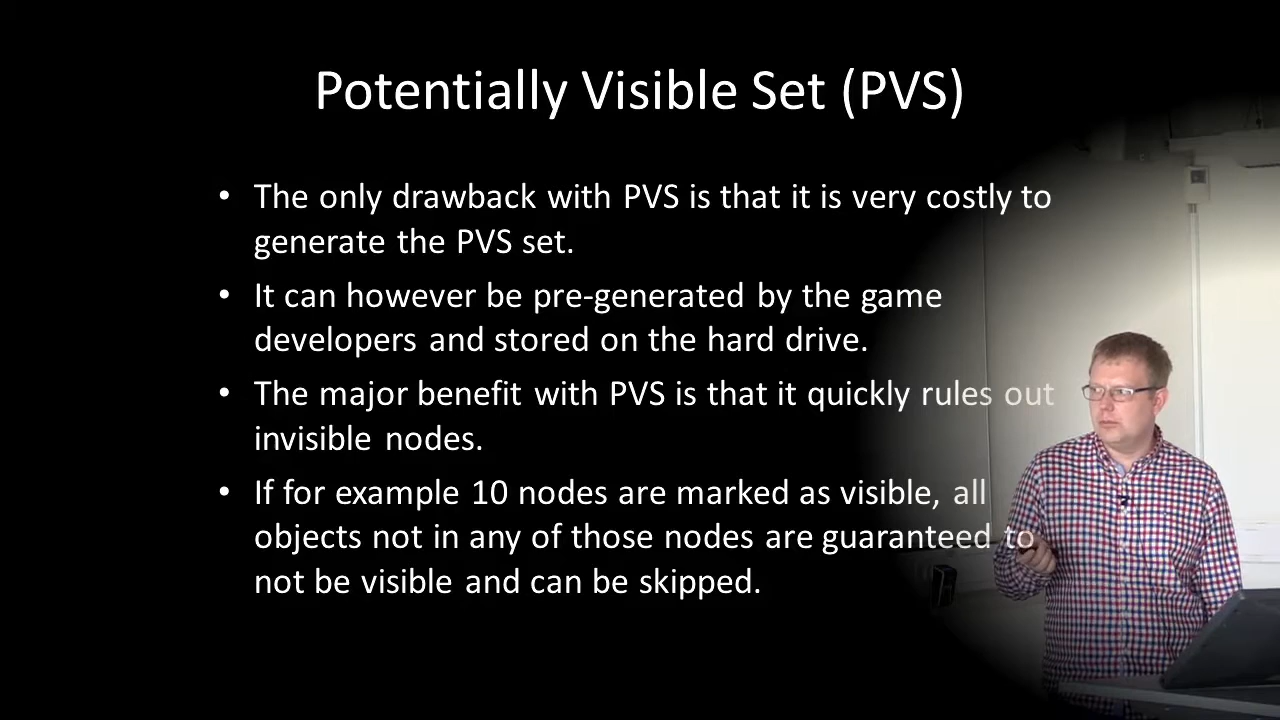 Potentially Visible Set (PVS)
• The only drawback with PVS is that it is very costly to
generate the PVS set.
• It can however be pre-generated by the game
developers and stored on the hard drive.
• The major benefit with PVS is that it quickly rules out
invisible nodes.
• If for example 10 nodes are marked as visible, all
objects not in any of those nodes are guaranteed to
not be visible and can be skipped.